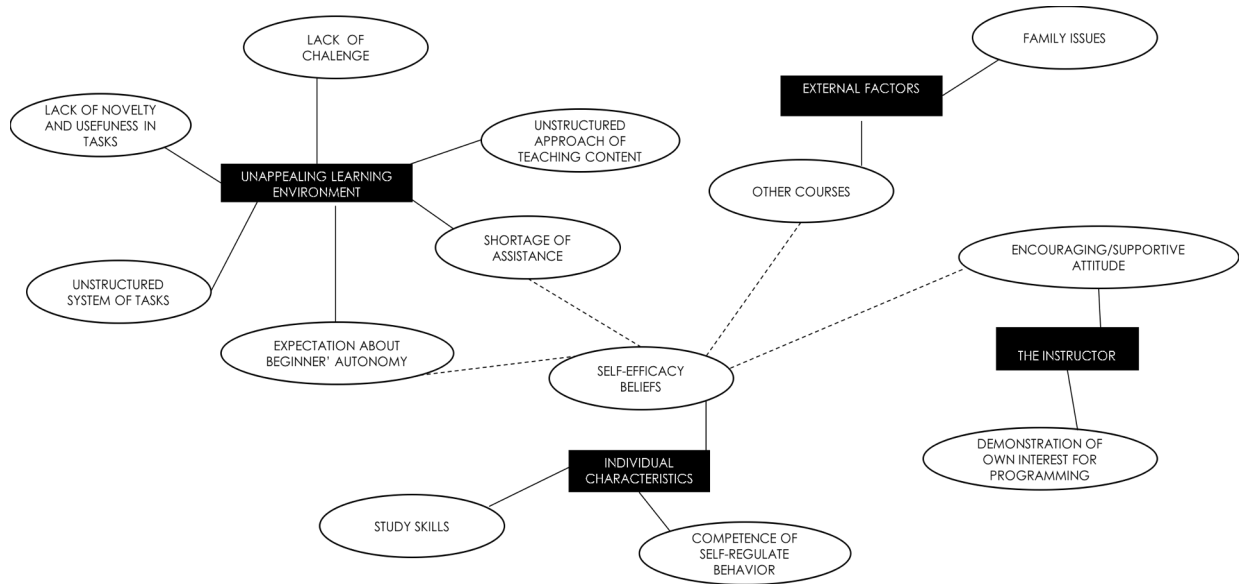 LACK OF
CHALENGE
FAMILY ISSUES
EXTERNAL FACTORS
LACK OF NOVELTY
AND USEFUNESS IN
TASKS
UNSTRUCTURED
APPROACH OF
TEACHING CONTENT
UNAPPEALING LEARNING
ENVIRONMENT
OTHER COURSES
SHORTAGE OF
ASSISTANCE
ENCOURAGING/SUPPORTIVE
ATTITUDE
UNSTRUCTURED
SYSTEM OF TASKS
EXPECTATION ABOUT
BEGINNER' AUTONOMY
THE INSTRUCTOR
SELF-EFFICACY
BELIEFS
DEMONSTRATION OF
OWN INTEREST FOR
PROGRAMMING
INDIVIDUAL
CHARACTERISTICS
STUDY SKILLS
COMPETENCE OF
SELF-REGULATE
BEHAVIOR